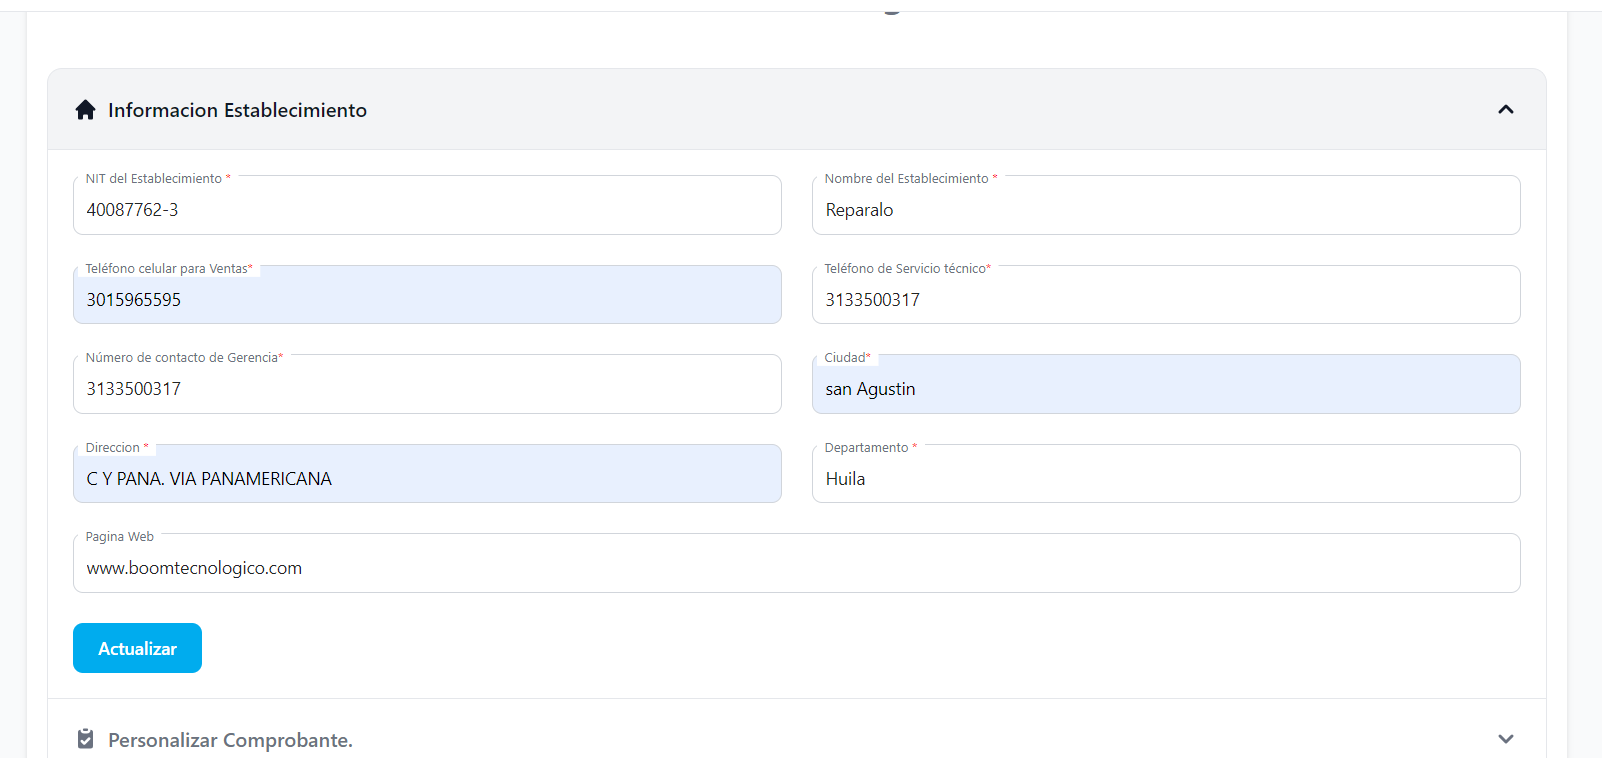 Informacion Establecimiento
NIT del Establecimiento *
40087762-3
Nombre del Establecimiento *
Reparalo
Teléfono celular para Ventas*
3015965595
Teléfono de Servicio técnico*
3133500317
Número de contacto de Gerencia*
3133500317
Ciudad*
san Agustin
Direccion *
C Y PANA. VIA PANAMERICANA
Departamento *
Huila
Pagina Web
www.boomtecnologico.com
Actualizar
Personalizar Comprobante.